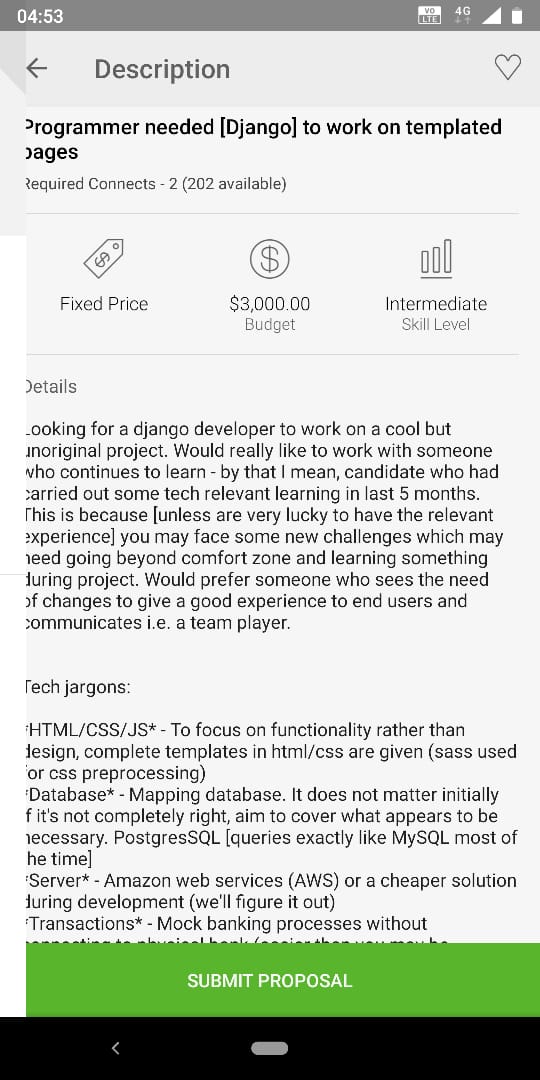 04:53
VO LTE 4G
Description
Programmer needed [Django] to work on templated
pages
Required Connects - 2 (202 available)
Fixed Price
$3,000.00
Budget
Intermediate
Skill Level
Details
Looking for a django developer to work on a cool but
unoriginal project. Would really like to work with someone
who continues to learn - by that I mean, candidate who had
carried out some tech relevant learning in last 5 months.
This is because [unless are very lucky to have the relevant
experience] you may face some new challenges which may
need going beyond comfort zone and learning something
during project. Would prefer someone who sees the need
of changes to give a good experience to end users and
communicates i.e. a team player.
Tech jargons:
*HTML/CSS/JS* - To focus on functionality rather than
design, complete templates in html/css are given (sass used
for css preprocessing)
*Database* - Mapping database. It does not matter initially
if it's not completely right, aim to cover what appears to be
necessary. PostgresSQL [queries exactly like MySQL most of
the time]
*Server* - Amazon web services (AWS) or a cheaper solution
during development (we'll figure it out)
*Transactions* - Mock banking processes without
connecting to physical bank (easier than you may be
SUBMIT PROPOSAL